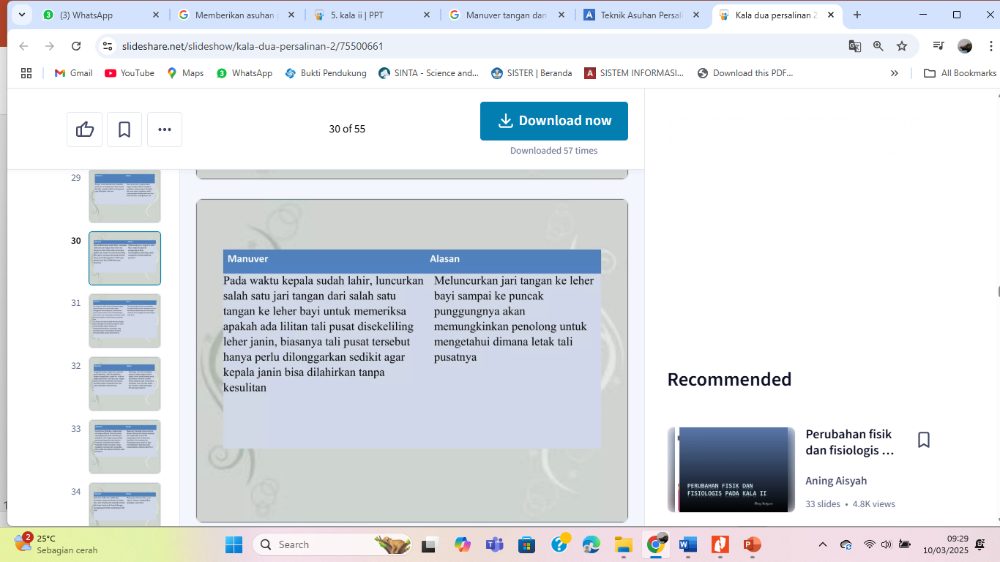 (3) WhatsApp
Memberikan asuhan
5. kala ii | PPT
Manuver tangan dan
Teknik Asuhan Persali
Kala dua persalinan 2
slideshare.net/slideshow/kala-dua-persalinan-2/75500661
Gmail
YouTube
Maps
WhatsApp
Bukti Pendukung
SINTA - Science and...
SISTER | Beranda
SISTEM INFORMASI...
Download this PDF...
All Bookmarks
30 of 55
Download now
Downloaded 57 times
29
30
31
32
33
34
Manuver
Alasan
Pada waktu kepala sudah lahir, luncurkan
salah satu jari tangan dari salah satu
tangan ke leher bayi untuk memeriksa
apakah ada lilitan tali pusat disekeliling
leher janin, biasanya tali pusat tersebut
hanya perlu dilonggarkan sedikit agar
kepala janin bisa dilahirkan tanpa
kesulitan
Meluncurkan jari tangan ke leher
bayi sampai ke puncak
punggungnya akan
memungkinkan penolong untuk
mengetahui dimana letak tali
pusatnya
Recommended
PERUBAHAN FISIK DAN
FISIOLOGIS PADA KALA II
Perubahan fisik
dan fisiologis ...
Aning Aisyah
33 slides • 4.8K views
2
25°C
Sebagian cerah
Search
09:29
10/03/2025